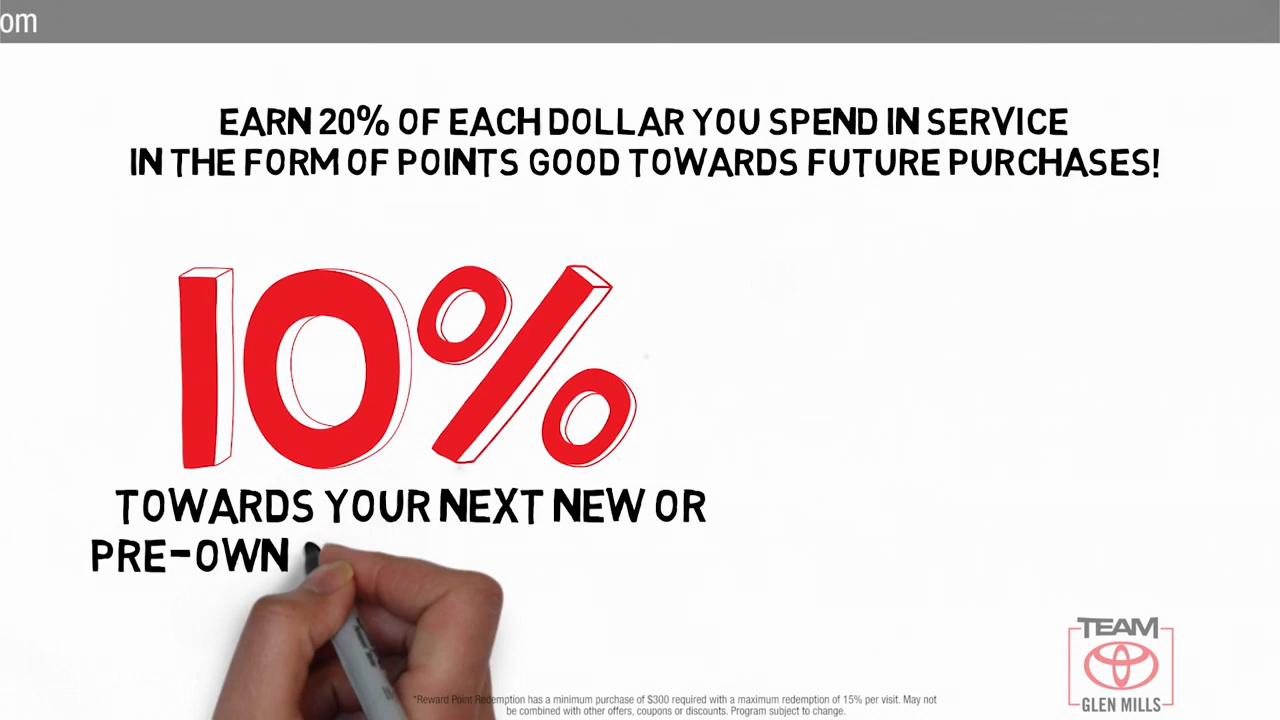 om
EARN 20% OF EACH DOLLAR YOU SPEND IN SERVICE
IN THE FORM OF POINTS GOOD TOWARDS FUTURE PURCHASES!
10%
TOWARDS YOUR NEXT NEW OR
PRE-OWN
*Reward Point Redemption has a minimum purchase of $300 required with a maximum redemption of 15% per visit. May not
be combined with other offers, coupons or discounts. Program subject to change.
TEAM
GLEN MILLS